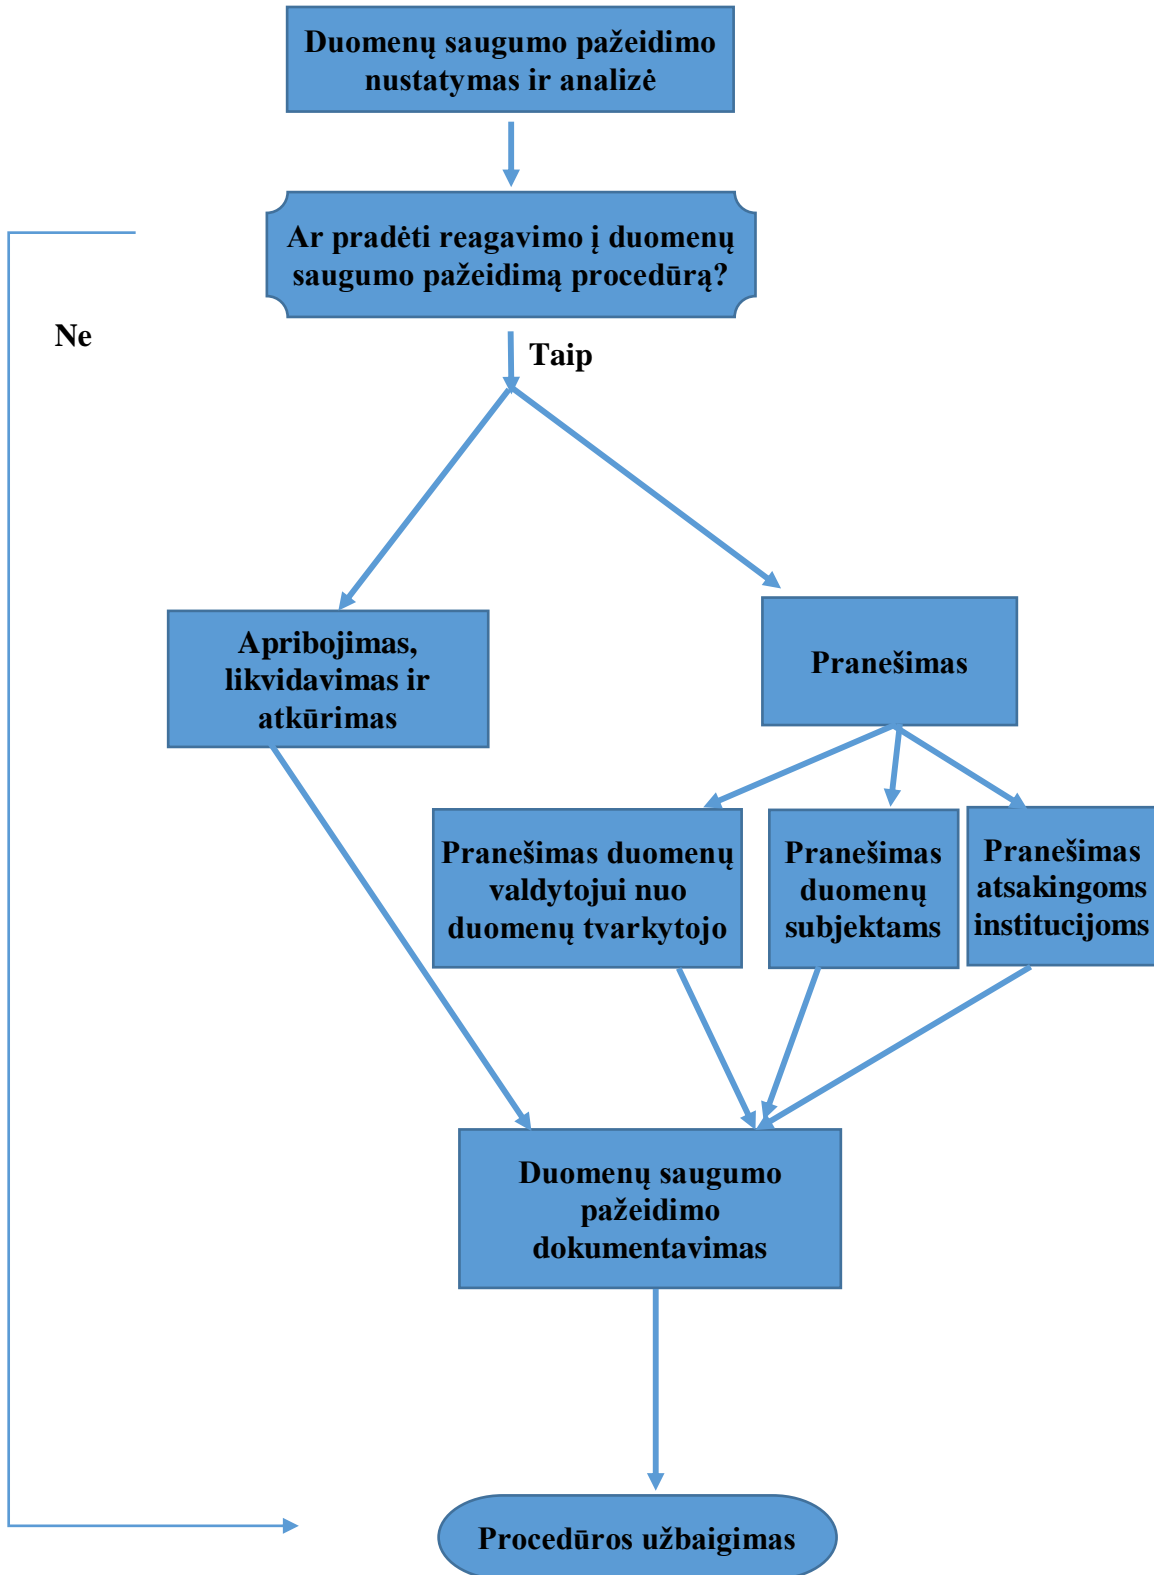 Duomenų saugumo pažeidimo
nustatymas ir analizė
Ar pradėti reagavimo į duomenų
saugumo pažeidimą procedūrą?
Ne
Taip
Apribojimas,
likvidavimas ir
atkūrimas
Pranešimas
Pranešimas duomenų
valdytojui nuo
duomenų tvarkytojo
Pranešimas
duomenų
subjektams
Pranešimas
atsakingoms
institucijoms
Duomenų saugumo
pažeidimo
dokumentavimas
Procedūros užbaigimas